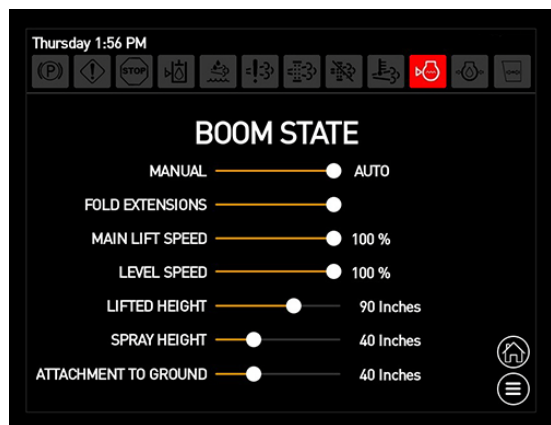 Thursday 1:56 PM
(P) STOP
BOOM STATE
MANUAL AUTO
FOLD EXTENSIONS
MAIN LIFT SPEED 100 %
LEVEL SPEED 100 %
LIFTED HEIGHT 90 Inches
SPRAY HEIGHT 40 Inches
ATTACHMENT TO GROUND 40 Inches